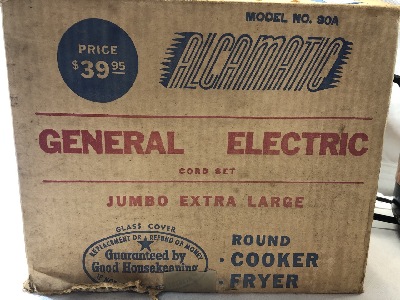 MODEL NO. 80A
PRICE
$39.95
ALCAMATIC
GENERAL ELECTRIC
CORD SET
JUMBO EXTRA LARGE
GLASS COVER
REPLACEMENT OR A REFUND OF MONEY
Guaranteed by
Good Housekeeping
ROUND
· COOKER
· FRYER